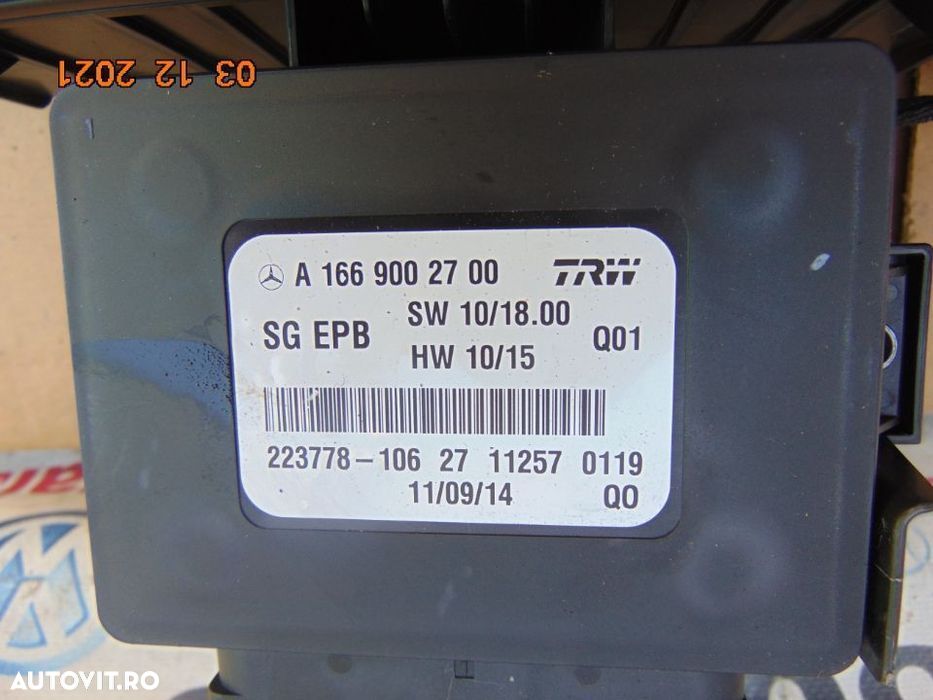 03 12 2021
A 166 900 27 00 TRW
SW 10/18.00
SG EPB Q01
HW 10/15
223778-106 27 11257 0119
11/09/14 QO
AUTOVIT.RO